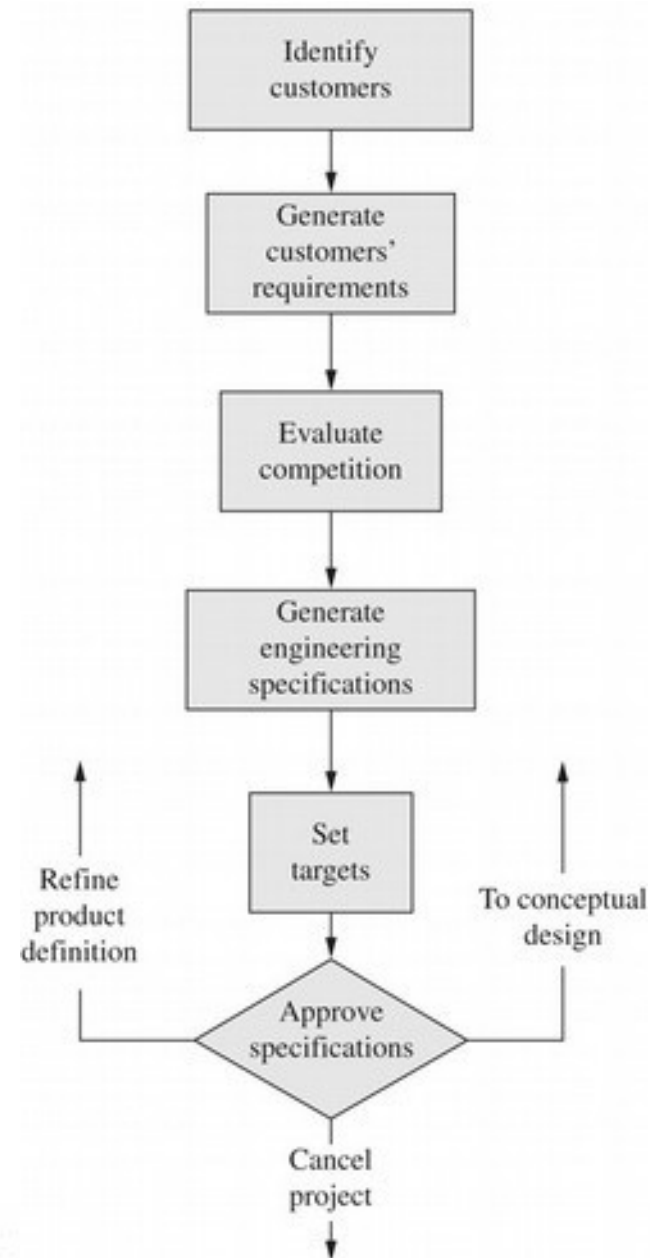 Identify
customers
Generate
customers’
requirements
Evaluate
competition
Generate
engineering
specifications
Set
targets
Refine
product
definition
To conceptual
design
Approve
specifications
Cancel
project